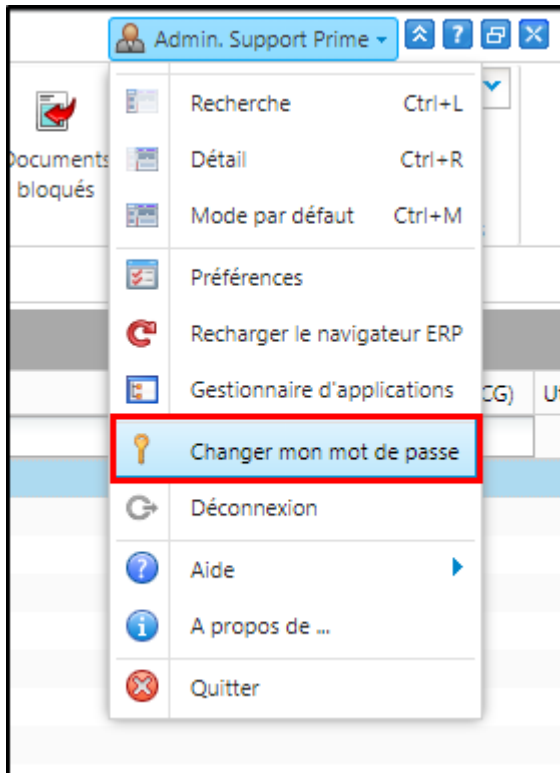 Admin. Support Prime
Recherche Ctrl+L
Documents
bloqués
Détail Ctrl+R
Mode par défaut Ctrl+M
Préférences
Recharger le navigateur ERP
Gestionnaire d'applications
CG)
Changer mon mot de passe
Déconnexion
Aide
A propos de ...
Quitter